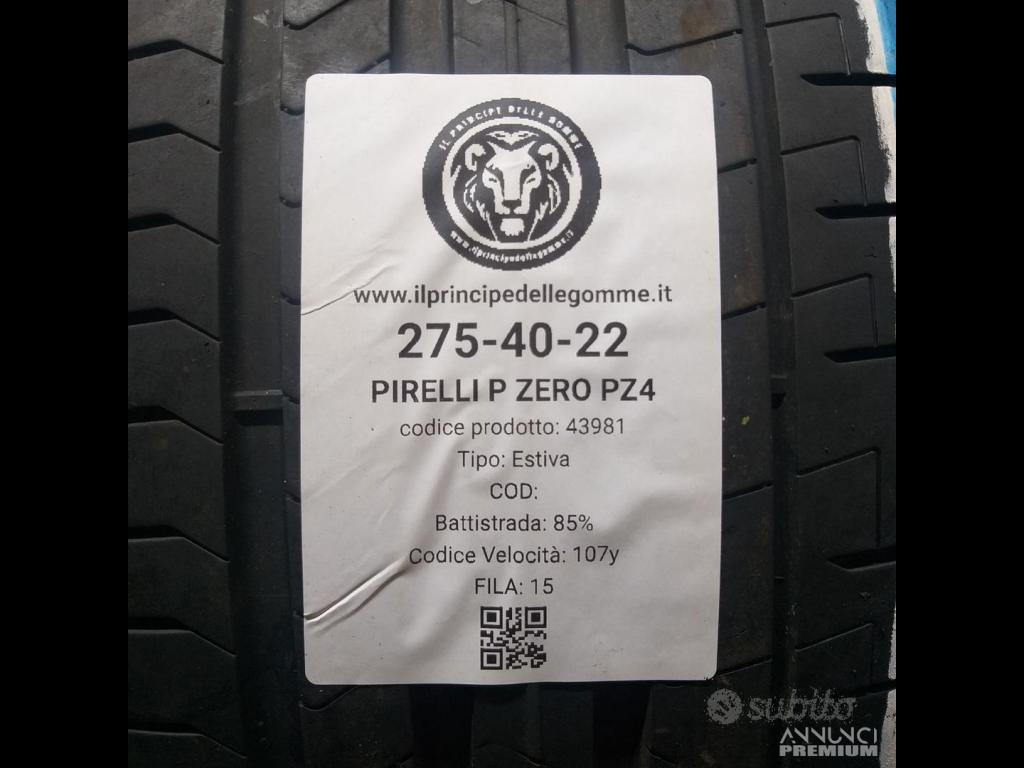 IL PRINCIPE DELLE GOMME
www.ilprincipedellegomme.it
www.ilprincipedellegomme.it
275-40-22
PIRELLI P ZERO PZ4
codice prodotto: 43981
Tipo: Estiva
COD:
Battistrada: 85%
Codice Velocità: 107y
FILA: 15
subito
ANNUNCI
PREMIUM